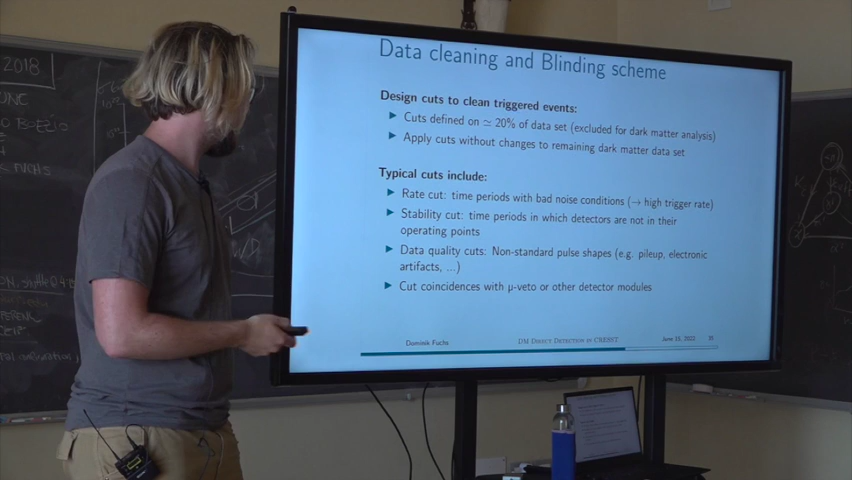 Data cleaning and Blinding scheme
Design cuts to clean triggered events:
Cuts defined on ≃ 20% of data set (excluded for dark matter analysis)
Apply cuts without changes to remaining dark matter data set
Typical cuts include:
Rate cut: time periods with bad noise conditions (→ high trigger rate)
Stability cut: time periods in which detectors are not in their
operating points
Data quality cuts: Non-standard pulse shapes (e.g. pileup, electronic
artifacts, ...)
Cut coincidences with μ-veto or other detector modules
Dominik Fuchs
DM Direct Detection in CRESST
2018